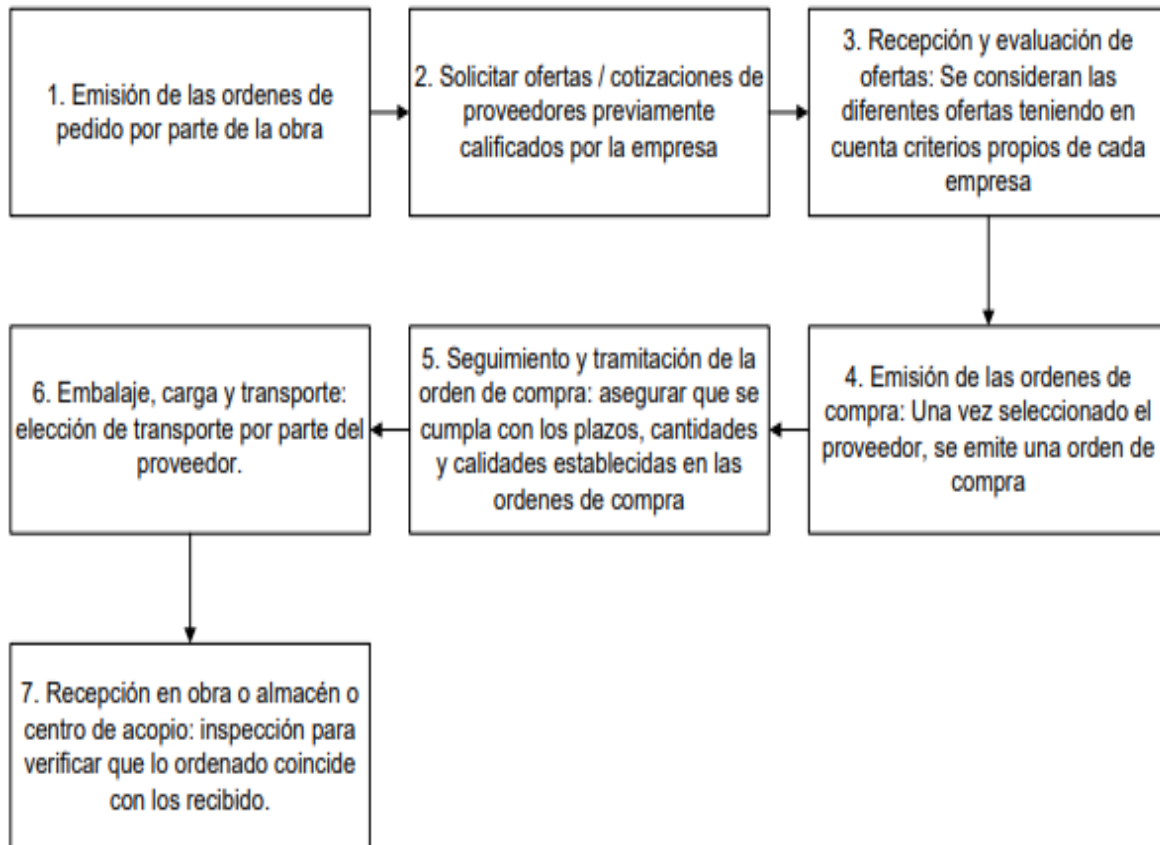 1. Emisión de las ordenes de
pedido por parte de la obra
2. Solicitar ofertas / cotizaciones de
proveedores previamente
calificados por la empresa
3. Recepción y evaluación de
ofertas: Se consideran las
diferentes ofertas teniendo en
cuenta criterios propios de cada
empresa
4. Emisión de las ordenes de
compra: Una vez seleccionado el
proveedor, se emite una orden de
compra
5. Seguimiento y tramitación de la
orden de compra: asegurar que se
cumpla con los plazos, cantidades
y calidades establecidas en las
ordenes de compra
6. Embalaje, carga y transporte:
elección de transporte por parte del
proveedor.
7. Recepción en obra o almacén o
centro de acopio: inspección para
verificar que lo ordenado coincide
con los recibido.